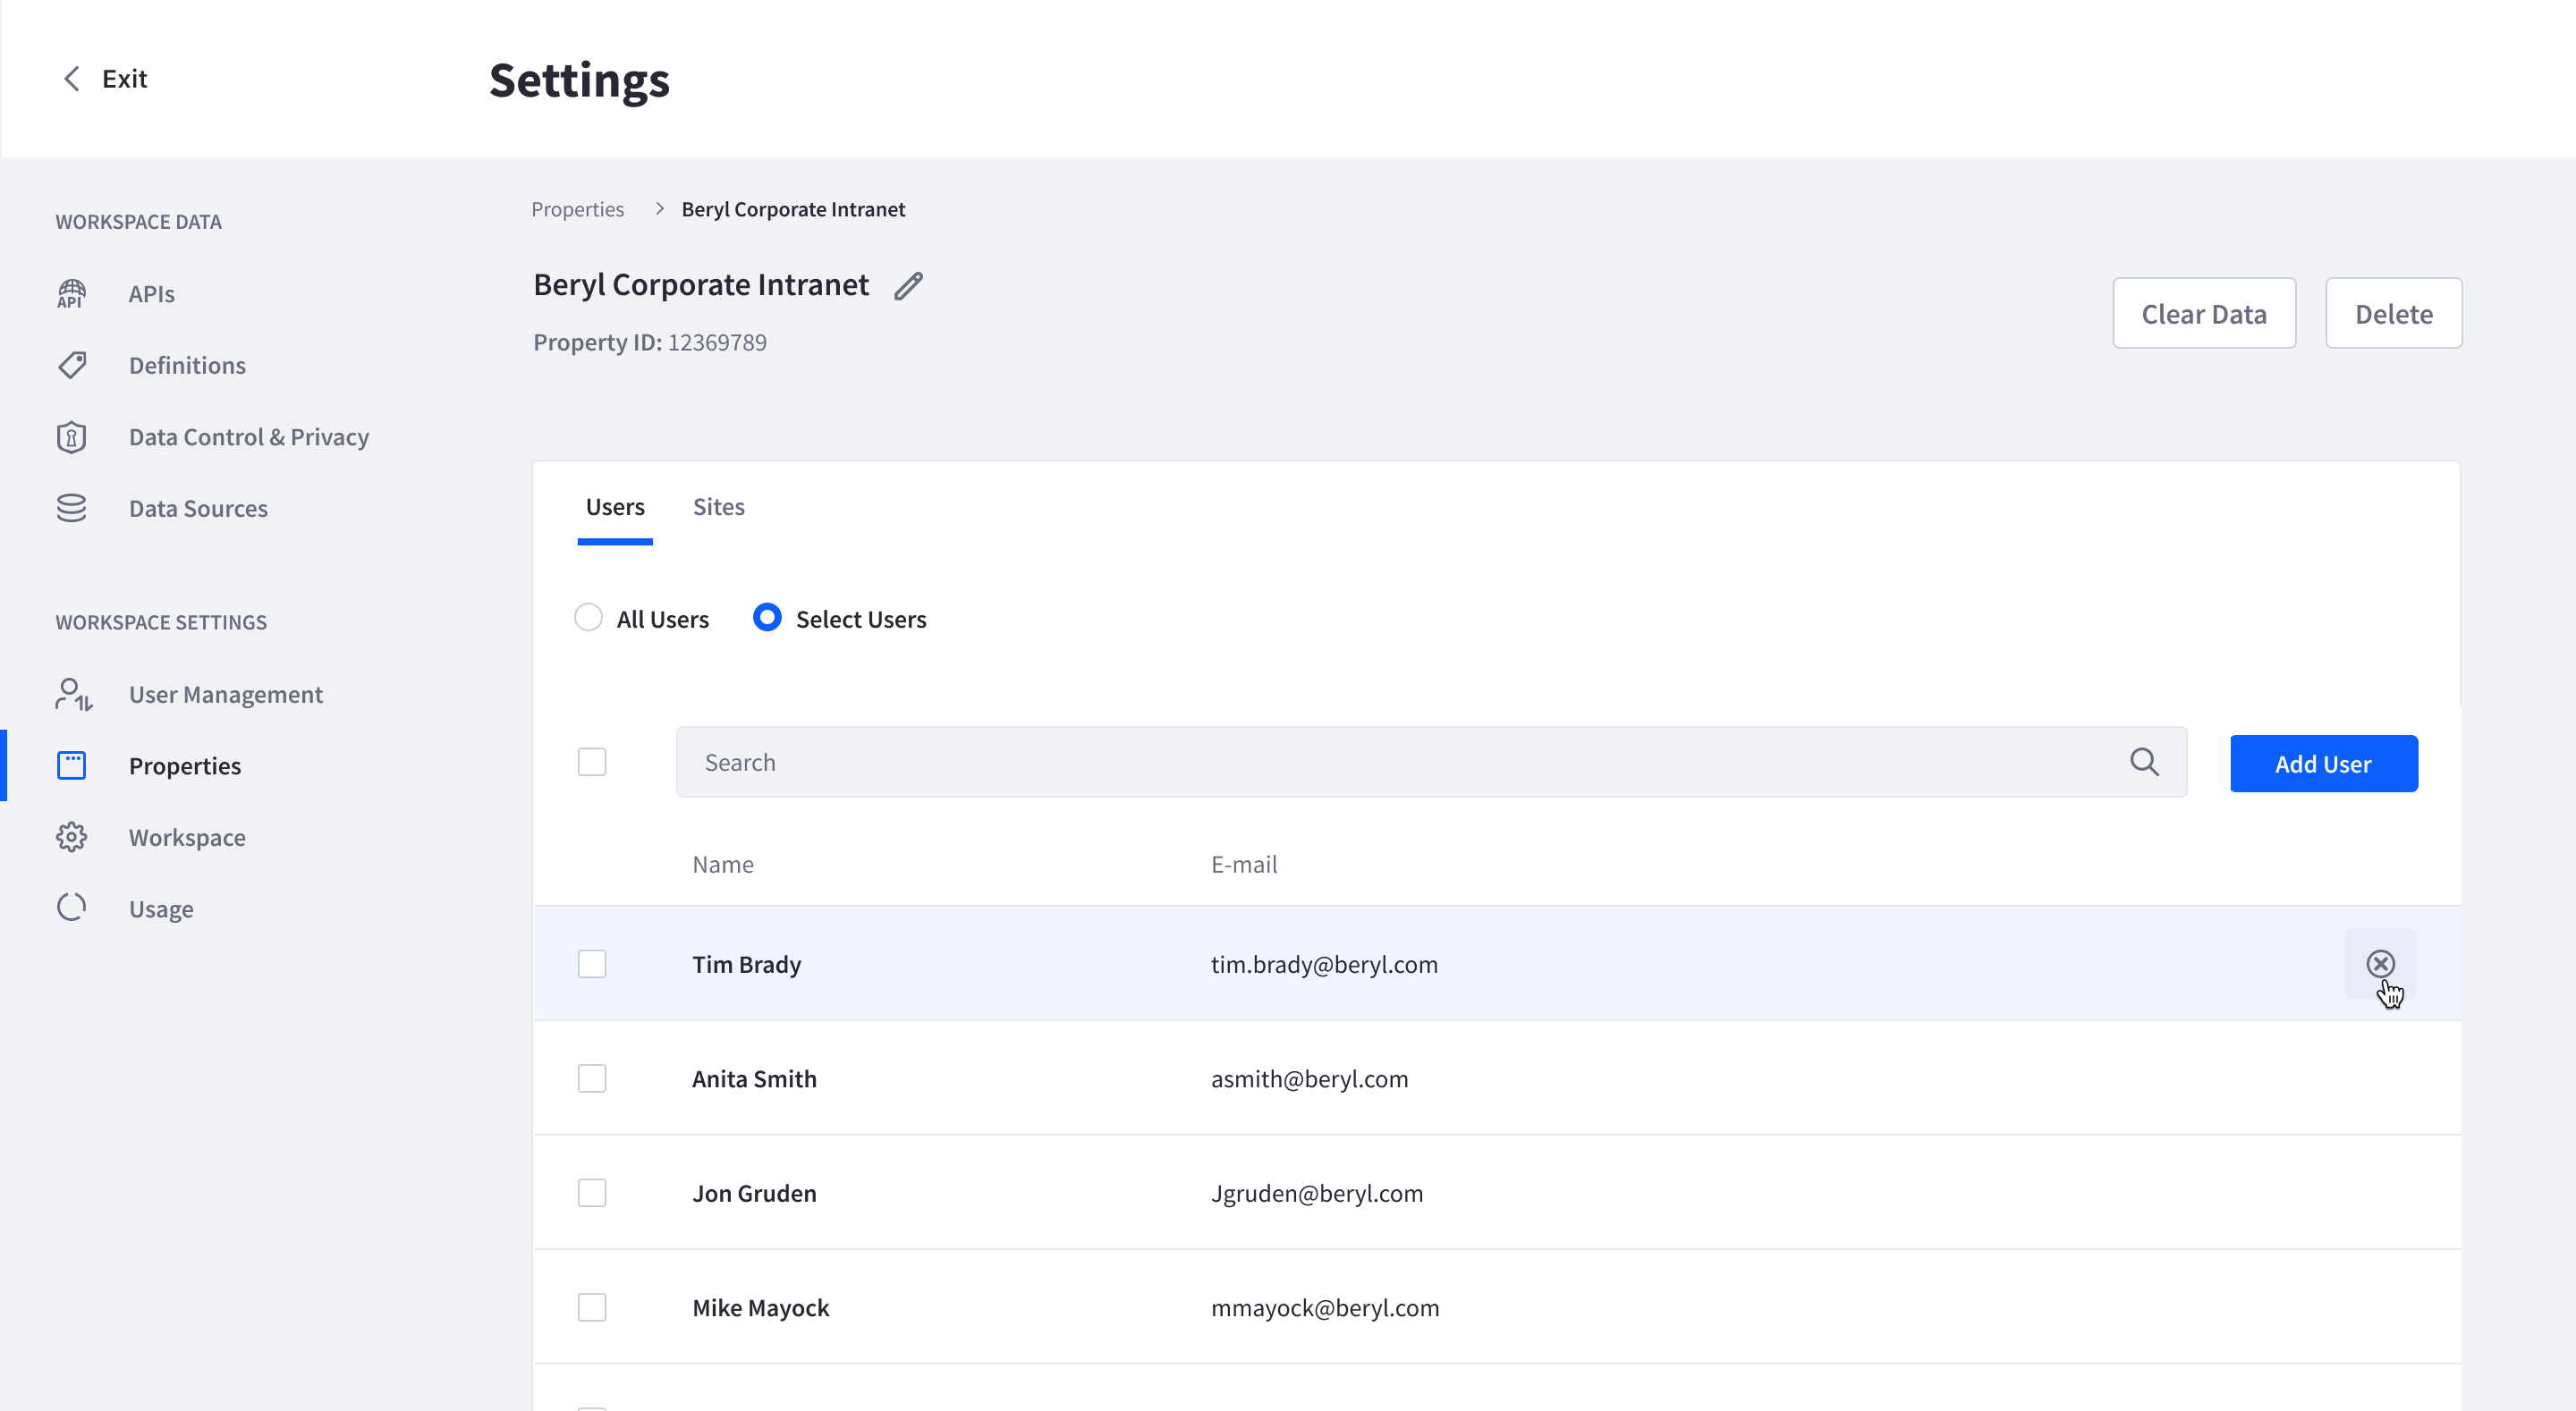 Exit
Settings
WORKSPACE DATA
API APIs
Definitions
Data Control & Privacy
Data Sources
WORKSPACE SETTINGS
User Management
Properties
Workspace
Usage
Properties > Beryl Corporate Intranet
Beryl Corporate Intranet
Property ID: 12369789
Clear Data Delete
Users Sites
All Users Select Users
Search Add User
Name E-mail
Tim Brady tim.brady@beryl.com
Anita Smith asmith@beryl.com
Jon Gruden Jgruden@beryl.com
Mike Mayock mmayock@beryl.com